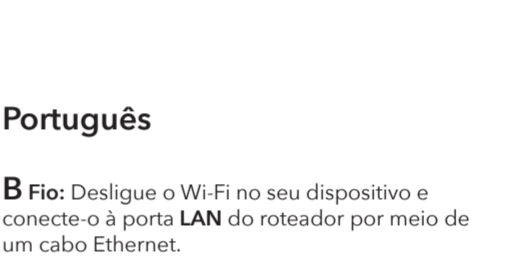 Português
B Fio: Desligue o Wi-Fi no seu dispositivo e
conecte-o à porta LAN do roteador por meio de
um cabo Ethernet.